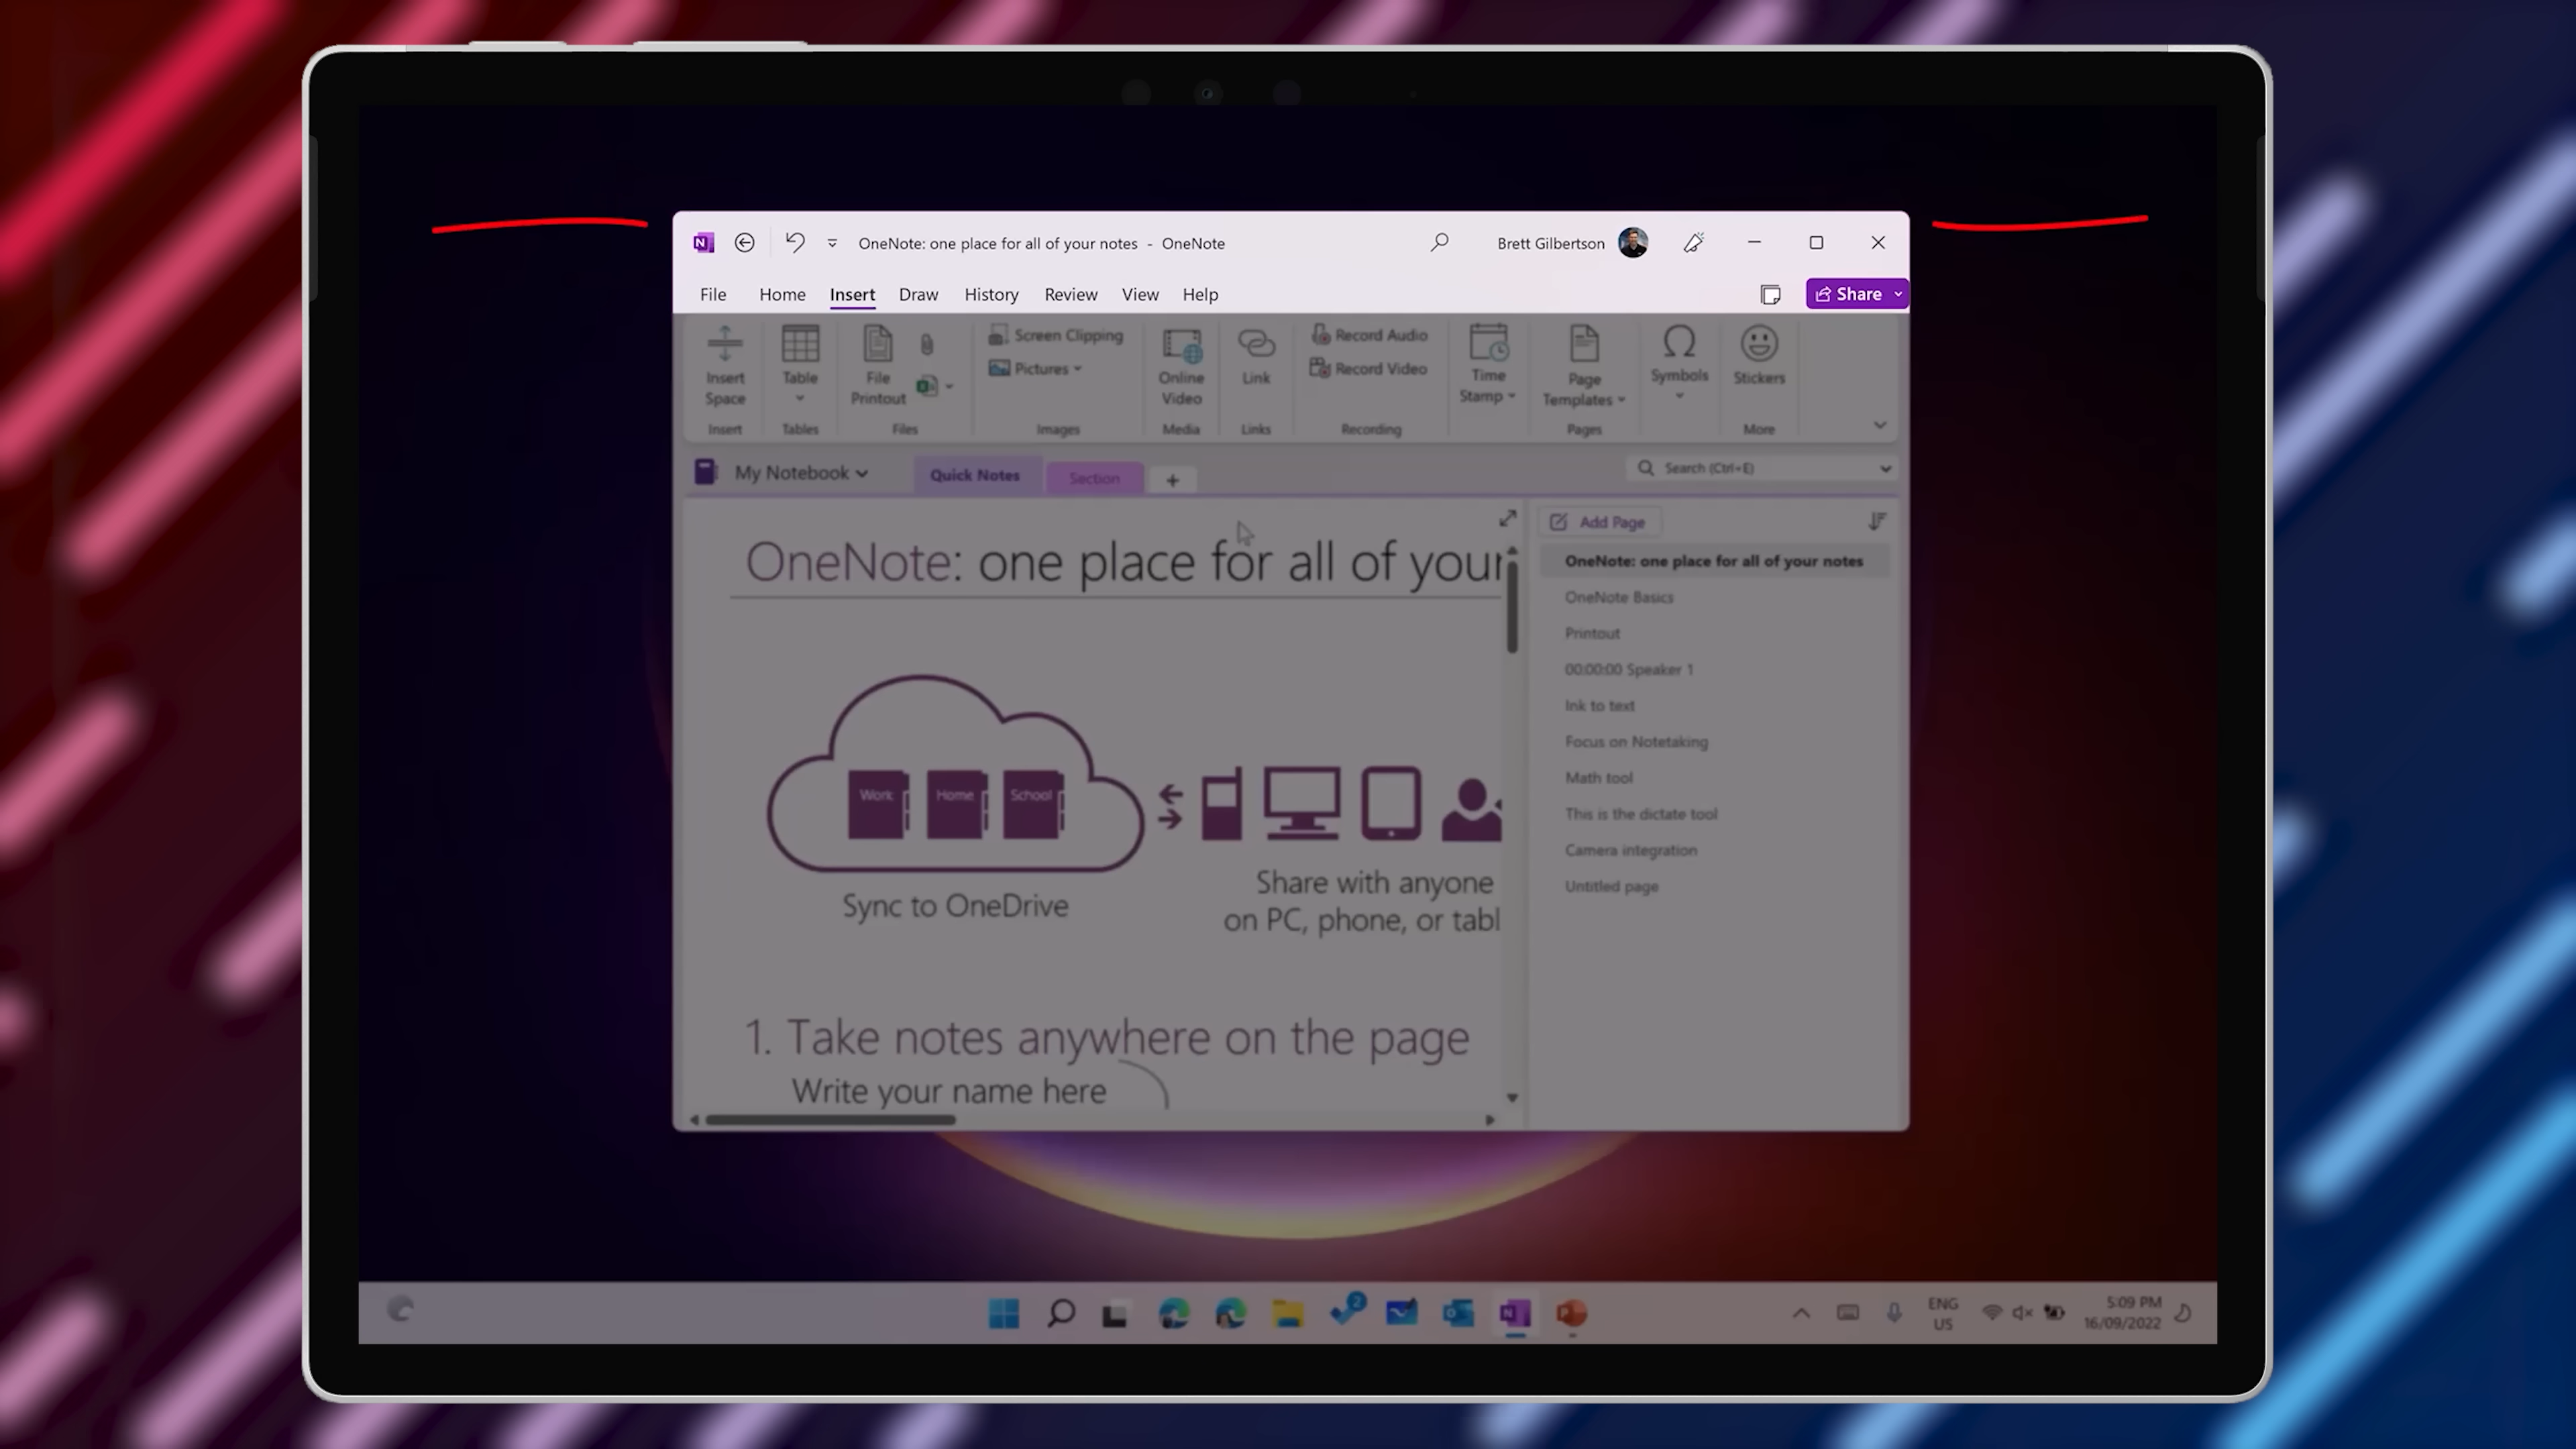 OneNote: one place for all of your notes - OneNote
Brett Gilbertson
File Home Insert Draw History Review View Help
Share
Insert Space
Table
File Printout
Screen Clipping
Pictures
Online Video
Link
Record Audio
Record Video
Time Stamp
Page Templates
Symbols
Stickers
Insert Tables Files Images Media Links Recording Pages More
My Notebook
Quick Notes
Section
+
Search (Ctrl+E)
OneNote: one place for all of your
Add Page
OneNote: one place for all of your notes
OneNote Basics
Printout
00:00:00 Speaker 1
Ink to text
Focus on Notetaking
Math tool
This is the dictate tool
Camera integration
Untitled page
Work Home School
Sync to OneDrive
Share with anyone
on PC, phone, or tabl
1. Take notes anywhere on the page
Write your name here
2
ENG
US
5:09 PM
16/09/2022